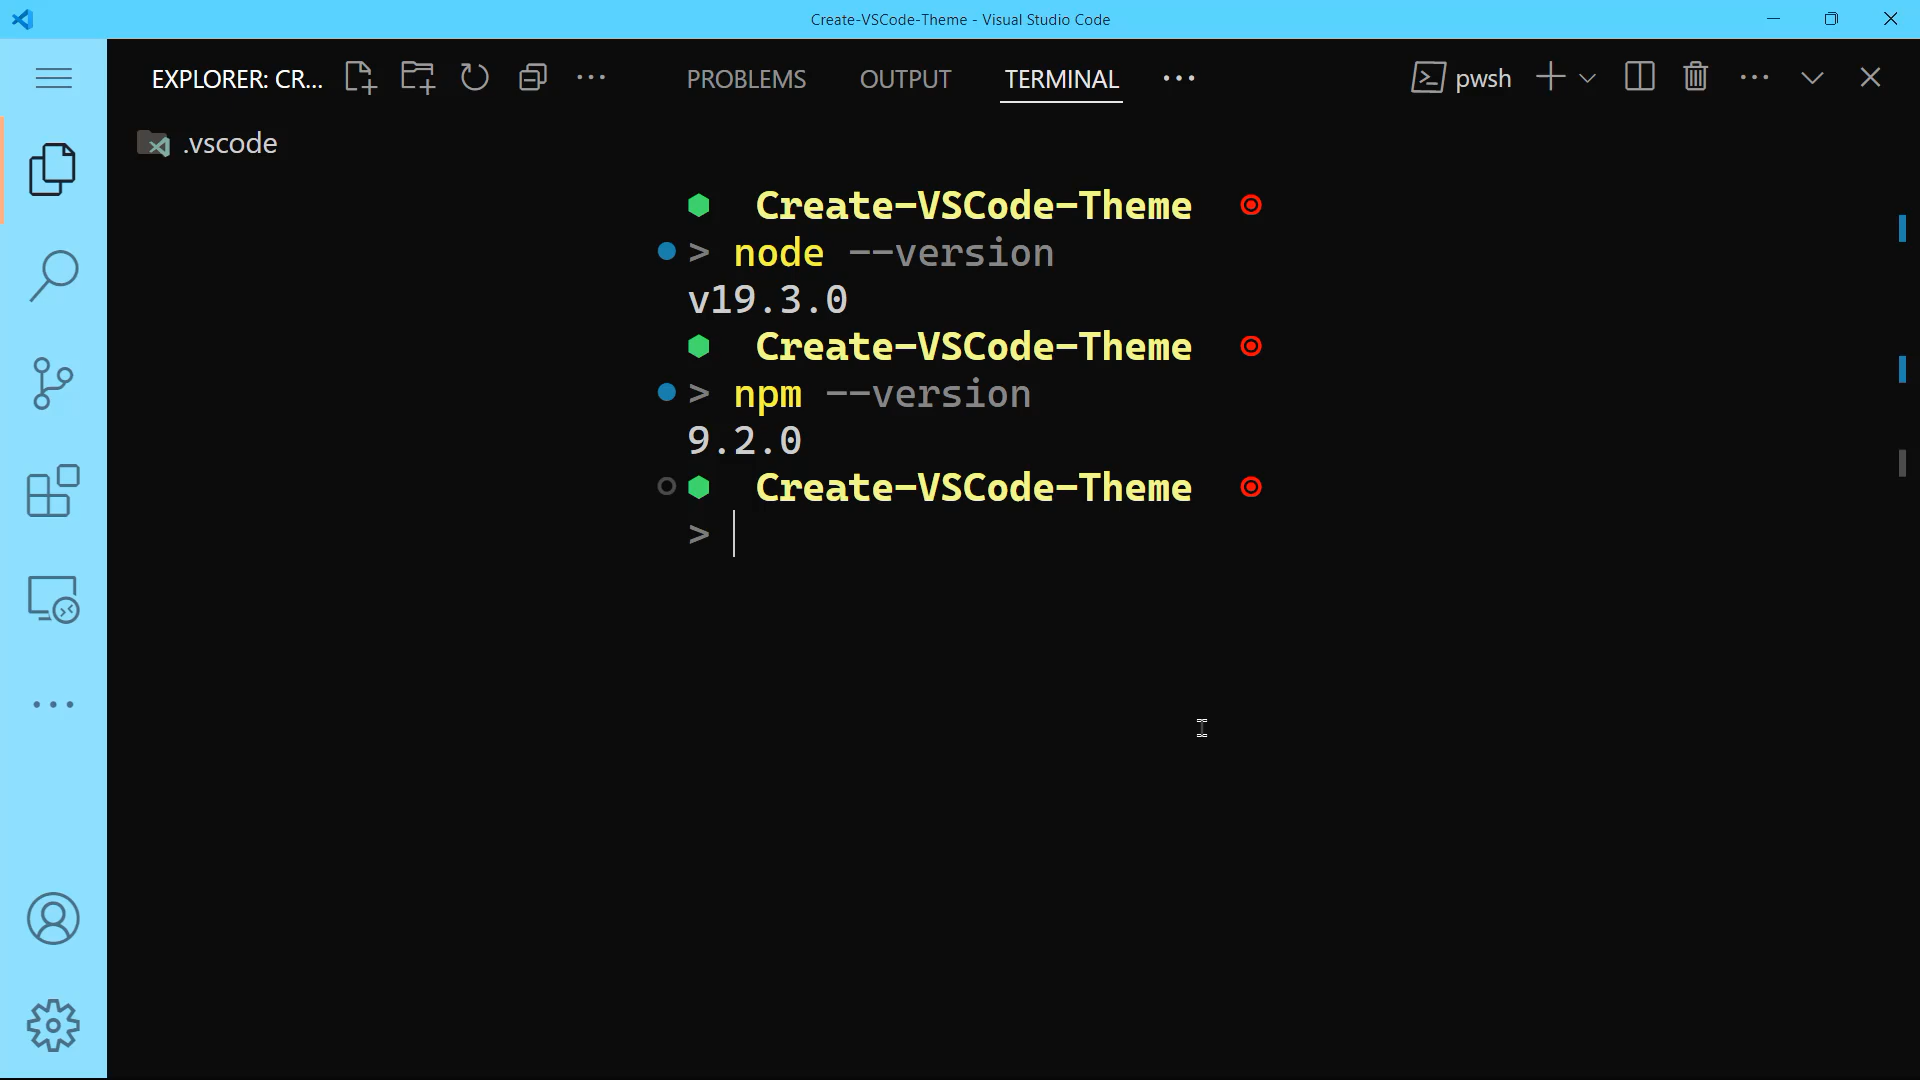 Create-VSCode-Theme - Visual Studio Code
EXPLORER: CR...
PROBLEMS OUTPUT TERMINAL
pwsh
.vscode
Create-VSCode-Theme
> node --version
v19.3.0
Create-VSCode-Theme
> npm --version
9.2.0
Create-VSCode-Theme
>